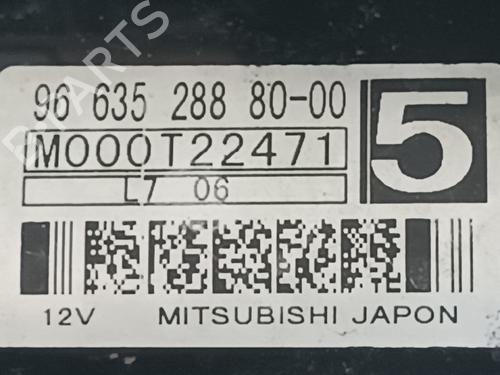 96 635 288 80-00
5
M000T22471
L7 06
12V MITSUBISHI JAPON